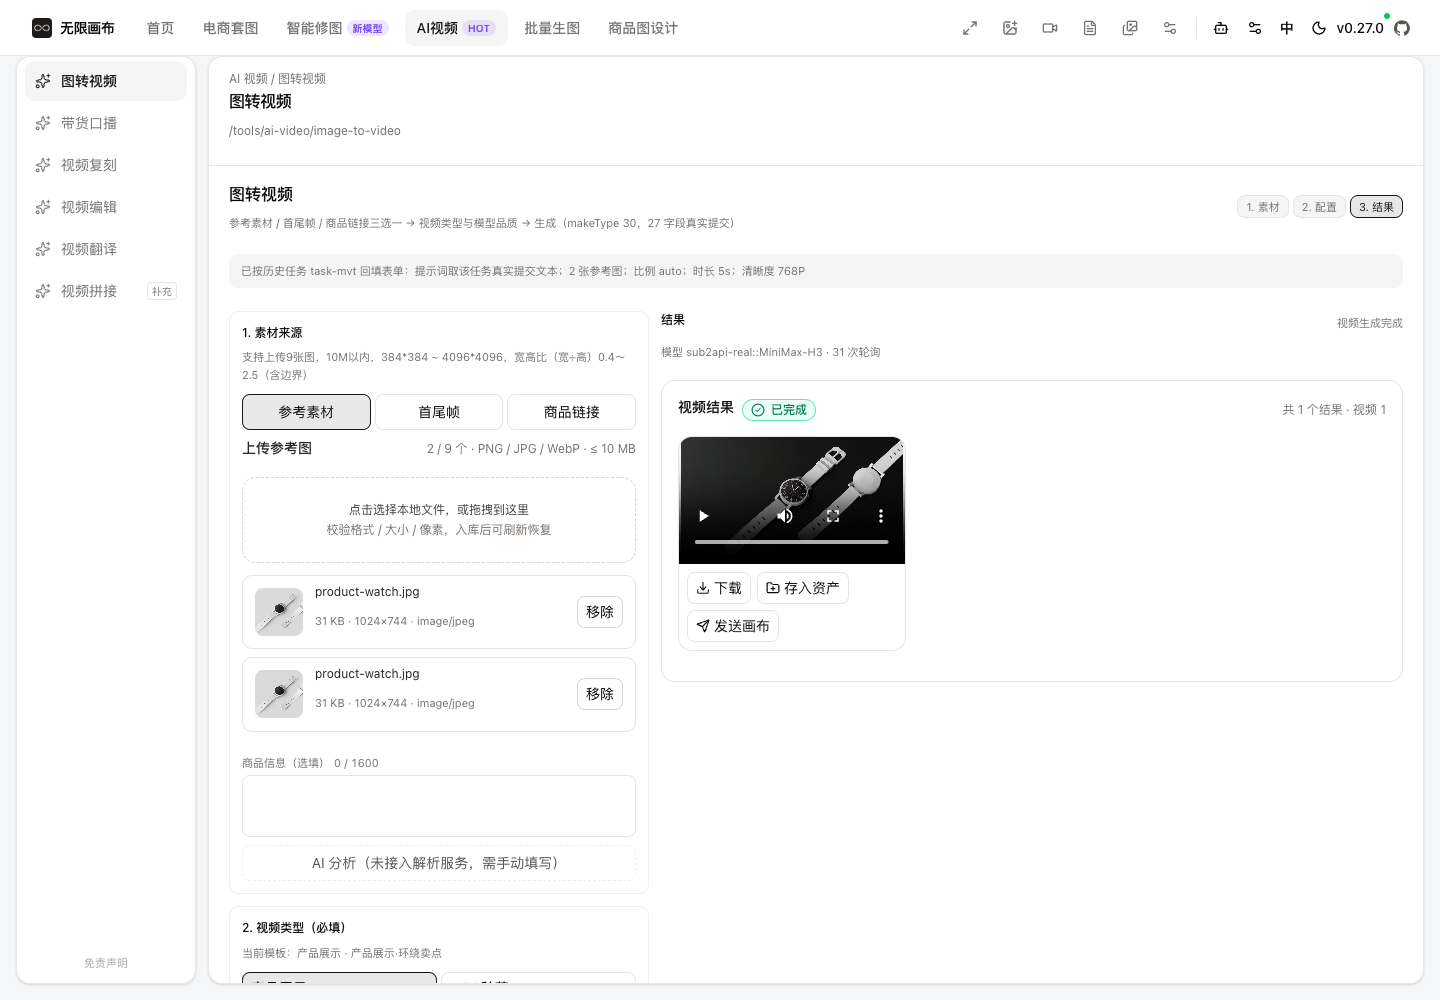 无限画布
首页
电商套图
智能修图 新模型
AI视频 HOT
批量生图
商品图设计
中
v0.27.0
图转视频
带货口播
视频复刻
视频编辑
视频翻译
视频拼接 补充
免责声明
AI 视频 / 图转视频
图转视频
/tools/ai-video/image-to-video
图转视频
参考素材 / 首尾帧 / 商品链接三选一 → 视频类型与模型品质 → 生成（makeType 30，27 字段真实提交）
1. 素材
2. 配置
3. 结果
已按历史任务 task-mvt 回填表单：提示词取该任务真实提交文本；2 张参考图；比例 auto；时长 5s；清晰度 768P
1. 素材来源
支持上传9张图，10M以内，384*384 ~ 4096*4096，宽高比（宽÷高）0.4～
2.5（含边界）
参考素材
首尾帧
商品链接
上传参考图
2 / 9 个 · PNG / JPG / WebP · ≤ 10 MB
点击选择本地文件，或拖拽到这里
校验格式 / 大小 / 像素，入库后可刷新恢复
product-watch.jpg
31 KB · 1024×744 · image/jpeg
移除
product-watch.jpg
31 KB · 1024×744 · image/jpeg
移除
商品信息（选填） 0 / 1600
AI 分析（未接入解析服务，需手动填写）
2. 视频类型（必填）
当前模板：产品展示 · 产品展示·环绕卖点
结果
视频生成完成
模型 sub2api-real::MiniMax-H3 · 31 次轮询
视频结果
已完成
共 1 个结果 · 视频 1
下载
存入资产
发送画布